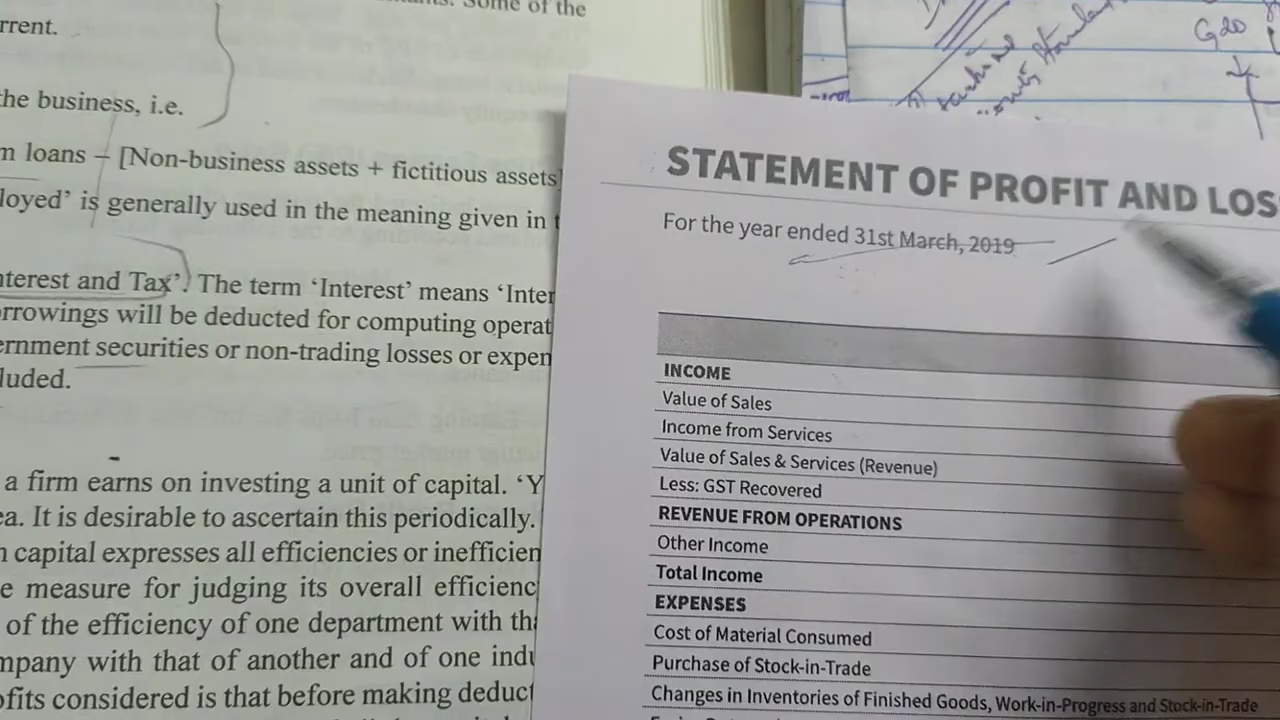 Some of the
rrent.
the business, i.e.
m loans – [Non-business assets + fictitious assets]
loyed’ is generally used in the meaning given in t
nterest and Tax’. The term ‘Interest’ means ‘Inter
orrowings will be deducted for computing operat
ernment securities or non-trading losses or expen
luded.
a firm earns on investing a unit of capital. ‘Y
ea. It is desirable to ascertain this periodically.
n capital expresses all efficiencies or inefficien
e measure for judging its overall efficienc
of the efficiency of one department with tha
mpany with that of another and of one indu
ofits considered is that before making deduct
G20
STATEMENT OF PROFIT AND LOS
For the year ended 31st March, 2019
INCOME
Value of Sales
Income from Services
Value of Sales & Services (Revenue)
Less: GST Recovered
REVENUE FROM OPERATIONS
Other Income
Total Income
EXPENSES
Cost of Material Consumed
Purchase of Stock-in-Trade
Changes in Inventories of Finished Goods, Work-in-Progress and Stock-in-Trade